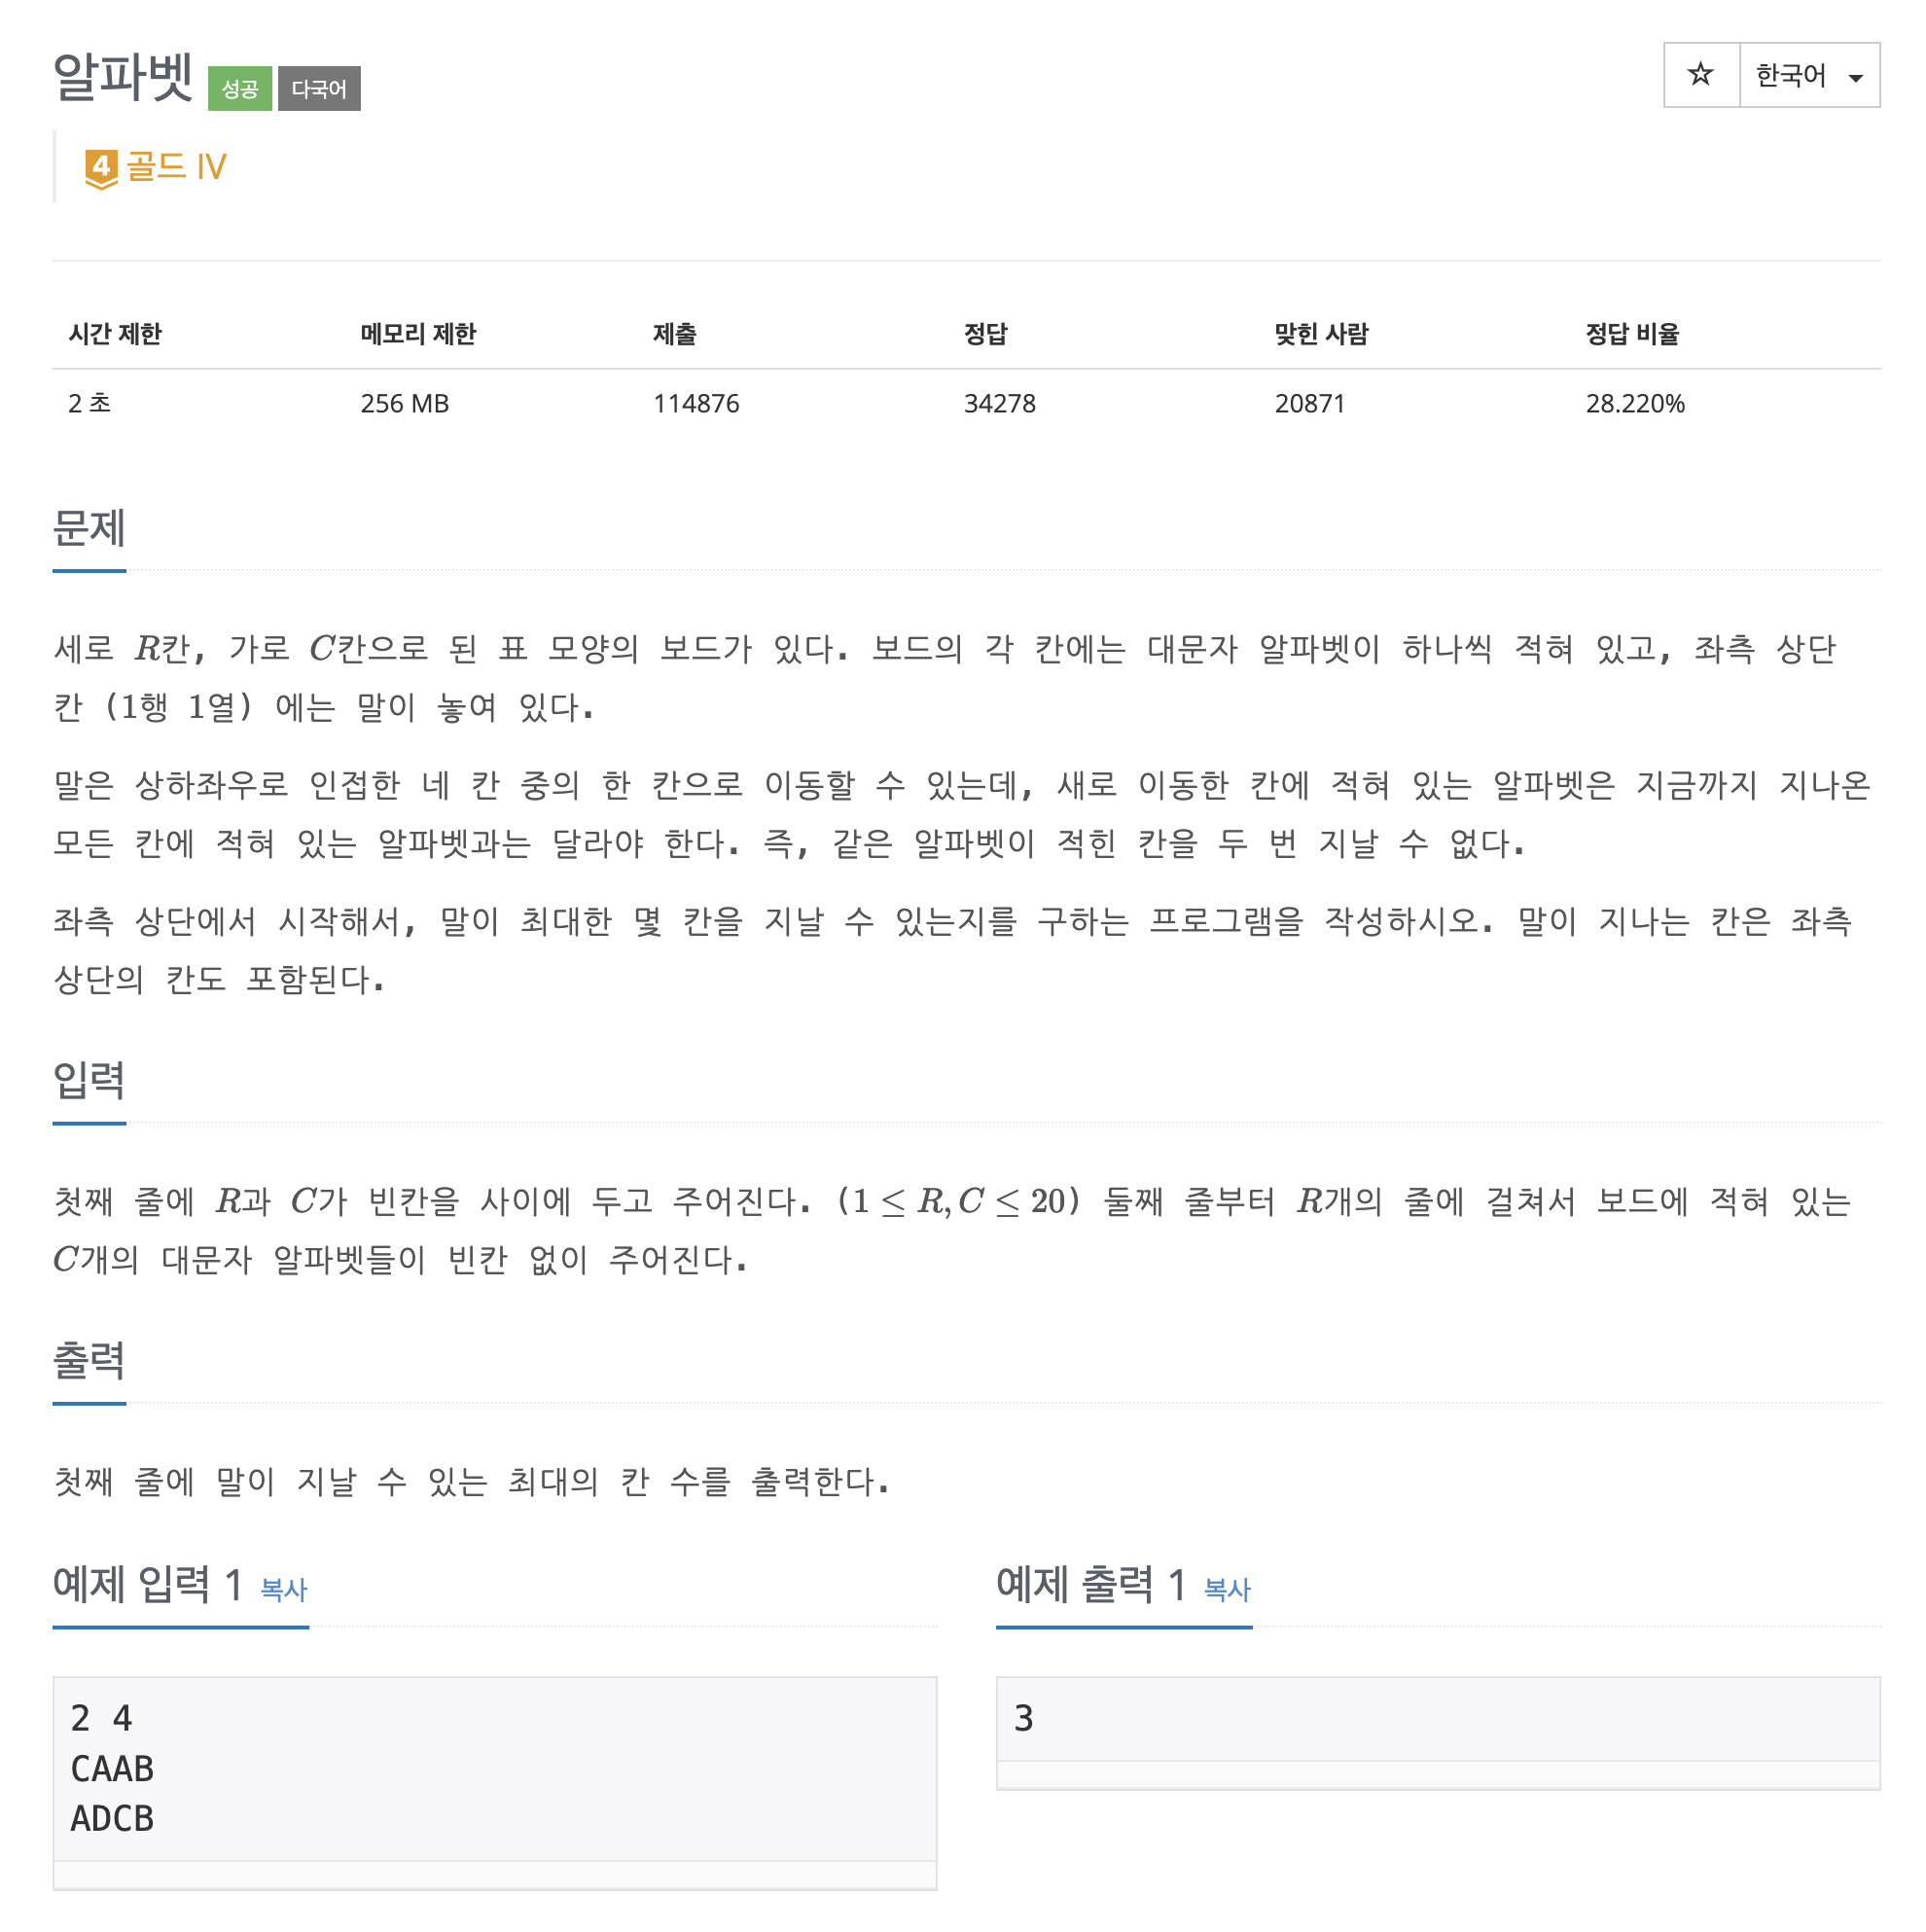 알파벳 성공 다국어
☆ 한국어
4 골드 IV
시간 제한 메모리 제한 제출 정답 맞힌 사람 정답 비율
2 초 256 MB 114876 34278 20871 28.220%
문제
세로 R칸, 가로 C칸으로 된 표 모양의 보드가 있다. 보드의 각 칸에는 대문자 알파벳이 하나씩 적혀 있고, 좌측 상단
칸 (1행 1열) 에는 말이 놓여 있다.
말은 상하좌우로 인접한 네 칸 중의 한 칸으로 이동할 수 있는데, 새로 이동한 칸에 적혀 있는 알파벳은 지금까지 지나온
모든 칸에 적혀 있는 알파벳과는 달라야 한다. 즉, 같은 알파벳이 적힌 칸을 두 번 지날 수 없다.
좌측 상단에서 시작해서, 말이 최대한 몇 칸을 지날 수 있는지를 구하는 프로그램을 작성하시오. 말이 지나는 칸은 좌측
상단의 칸도 포함된다.
입력
첫째 줄에 R과 C가 빈칸을 사이에 두고 주어진다. (1 ≤ R, C ≤ 20) 둘째 줄부터 R개의 줄에 걸쳐서 보드에 적혀 있는
C개의 대문자 알파벳들이 빈칸 없이 주어진다.
출력
첫째 줄에 말이 지날 수 있는 최대의 칸 수를 출력한다.
예제 입력 1 복사
2 4
CAAB
ADCB
예제 출력 1 복사
3